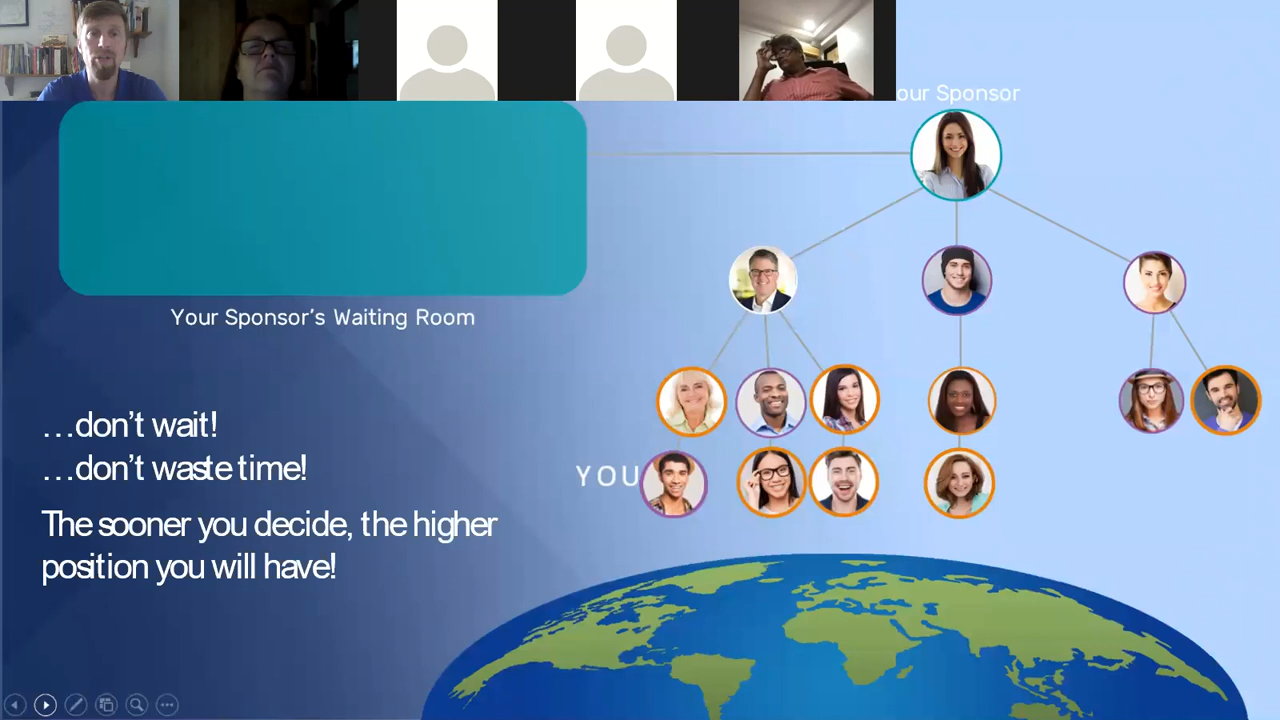 our Sponsor
Your Sponsor's Waiting Room
…don't wait!
…don't waste time!
YOU
The sooner you decide, the higher
position you will have!